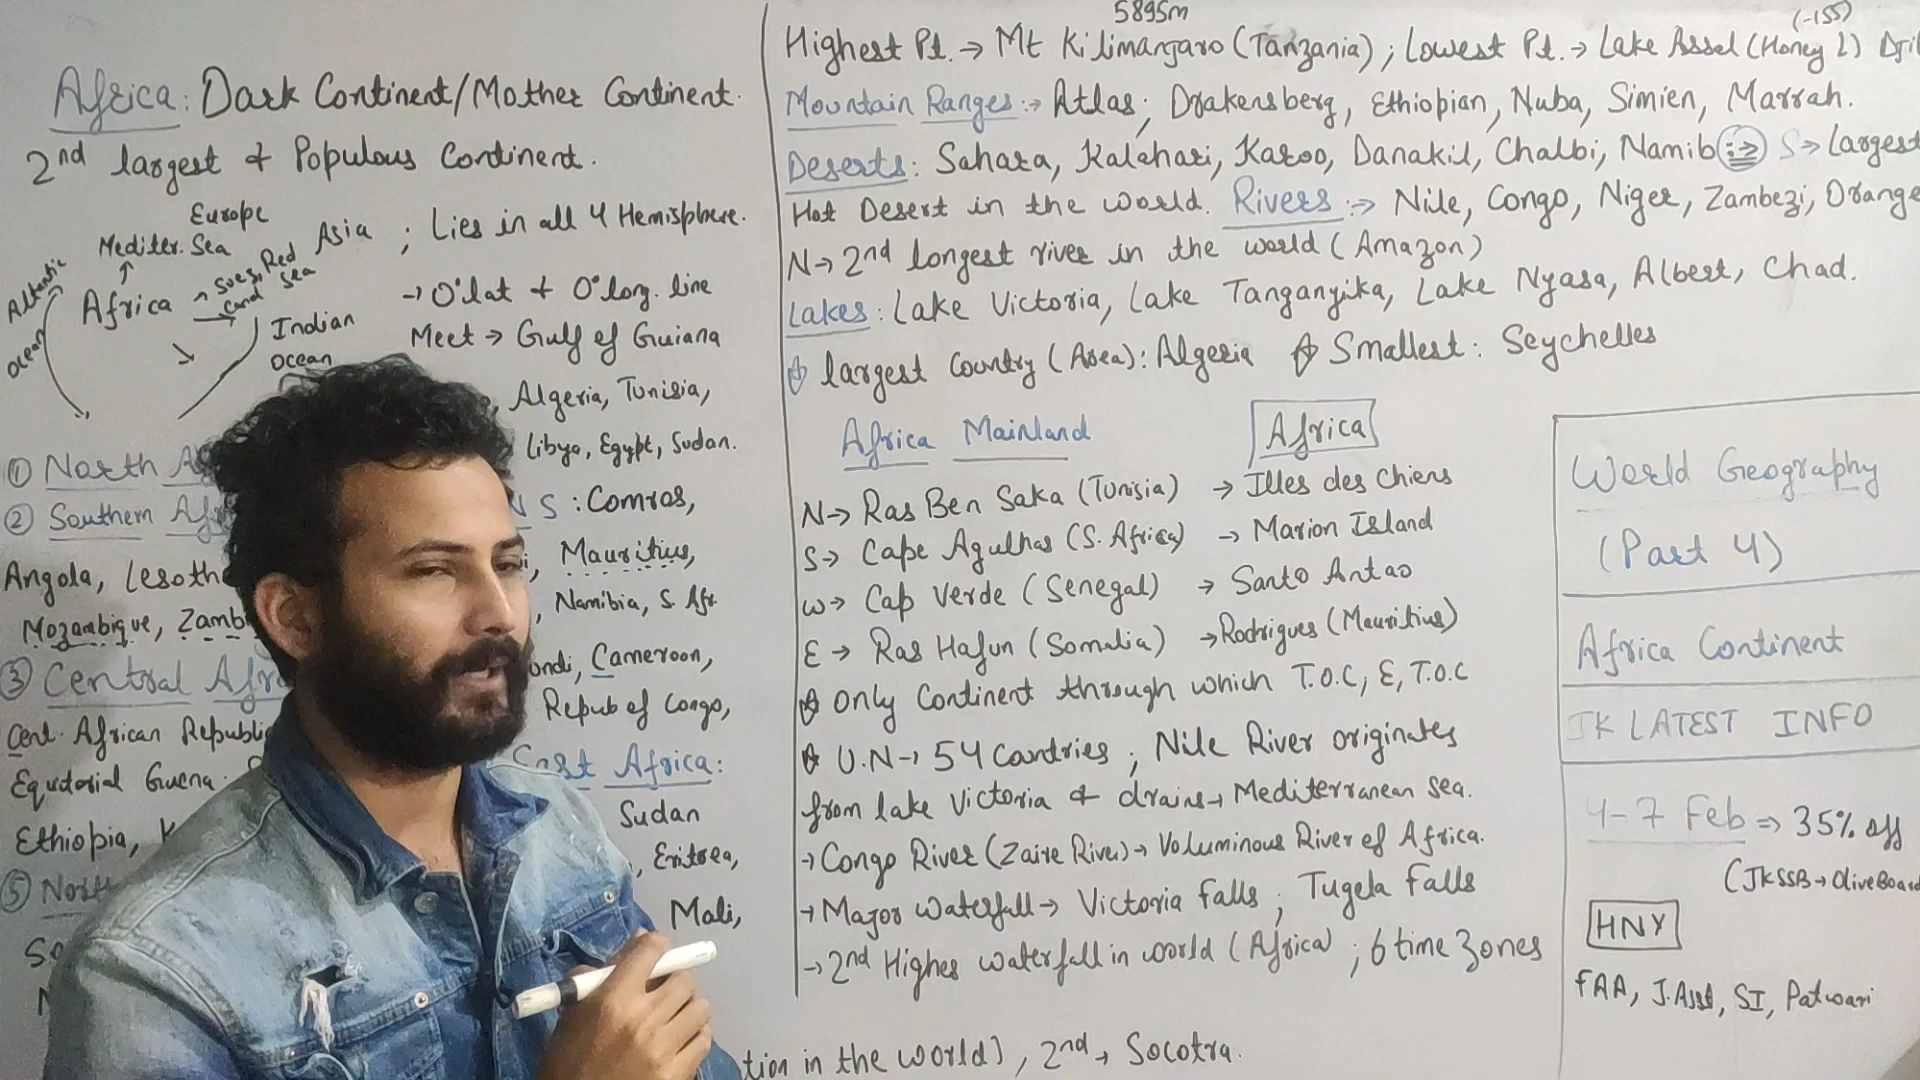 Africa: Dark Continent/Mother Continent.
2nd largest & Populous Continent.
Europe
Mediter. Sea
Asia ; Lies in all 4 Hemisphere.
Red Sea
Atlantic Ocean
Africa
Indian Ocean
→ 0°lat & 0°long. line
Meet → Gulf of Guiana
① North
Algeria, Tunisia,
Libya, Egypt, Sudan.
② Southern
NS : Comros,
Angola,
Mauritius,
Mozambique,
Namibia, S. Afr.
③ Central
Cameroon,
Cent. African
Repub of Congo,
East Africa:
Sudan
Ethiopia, K
Eritrea,
⑤
Mali,
5895m
(-155)
Highest Pt. → Mt Kilimanjaro (Tanzania) ; Lowest Pt. → Lake Assal (Honey L)
Mountain Ranges :→ Atlas, Drakensberg, Ethiopian, Nuba, Simien, Marrah.
Deserts : Sahara, Kalahari, Karoo, Danakil, Chalbi, Namib :→ S → Largest
Hot Desert in the world. Rivers :→ Nile, Congo, Niger, Zambezi, Orange
N → 2nd longest river in the world (Amazon)
Lakes : Lake Victoria, Lake Tanganyika, Lake Nyasa, Albert, Chad.
largest Country (Area): Algeria Smallest : Seychelles
Africa Mainland Africa
N → Ras Ben Saka (Tunisia) → Illes des Chiens
S → Cape Agulhas (S. Africa) → Marion Island
W → Cap Verde (Senegal) → Santo Antao
E → Ras Hafun (Somalia) → Rodrigues (Mauritius)
Only Continent through which T.O.C, E, T.O.C
U.N → 54 Countries ; Nile River originates
from lake Victoria & drains → Mediterranean Sea.
→ Congo River (Zaire River) → Voluminous River of Africa.
→ Major Waterfall → Victoria Falls ; Tugela Falls
→ 2nd Highes waterfall in world (Africa) ; 6 time zones
tion in the world) , 2nd → Socotra.
World Geography
(Part 4)
Africa Continent
JK LATEST INFO
4-7 Feb ⇒ 35% off
(JKSSB → OliveBoard
HNY
FAA, J.Asst, SI, Patwari